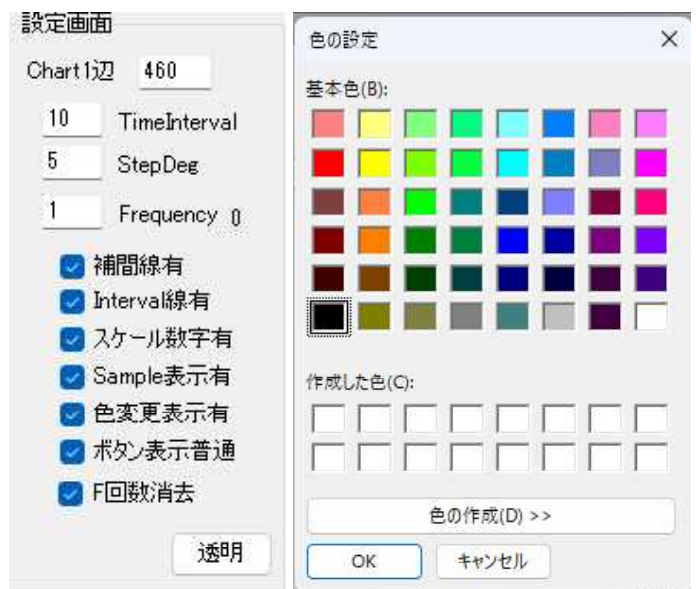 設定画面
Chart1辺 460
10 TimeInterval
5 StepDeg
1 Frequency 0
補間線有
Interval線有
スケール数字有
Sample表示有
色変更表示有
ボタン表示普通
F回数消去
透明
色の設定
基本色(B):
作成した色(C):
色の作成(D) >>
OK キャンセル